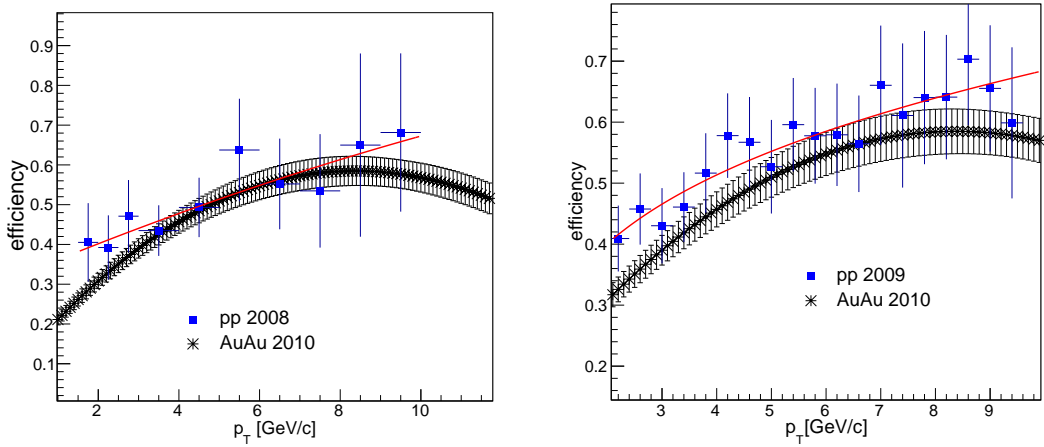 efficiency
0.9
0.8
0.7
0.6
0.5
0.4
0.3
0.2
0.1
pp 2008
AuAu 2010
2 4 6 8 10
p_T [GeV/c]
efficiency
0.7
0.6
0.5
0.4
0.3
0.2
pp 2009
AuAu 2010
3 4 5 6 7 8 9
p_T [GeV/c]